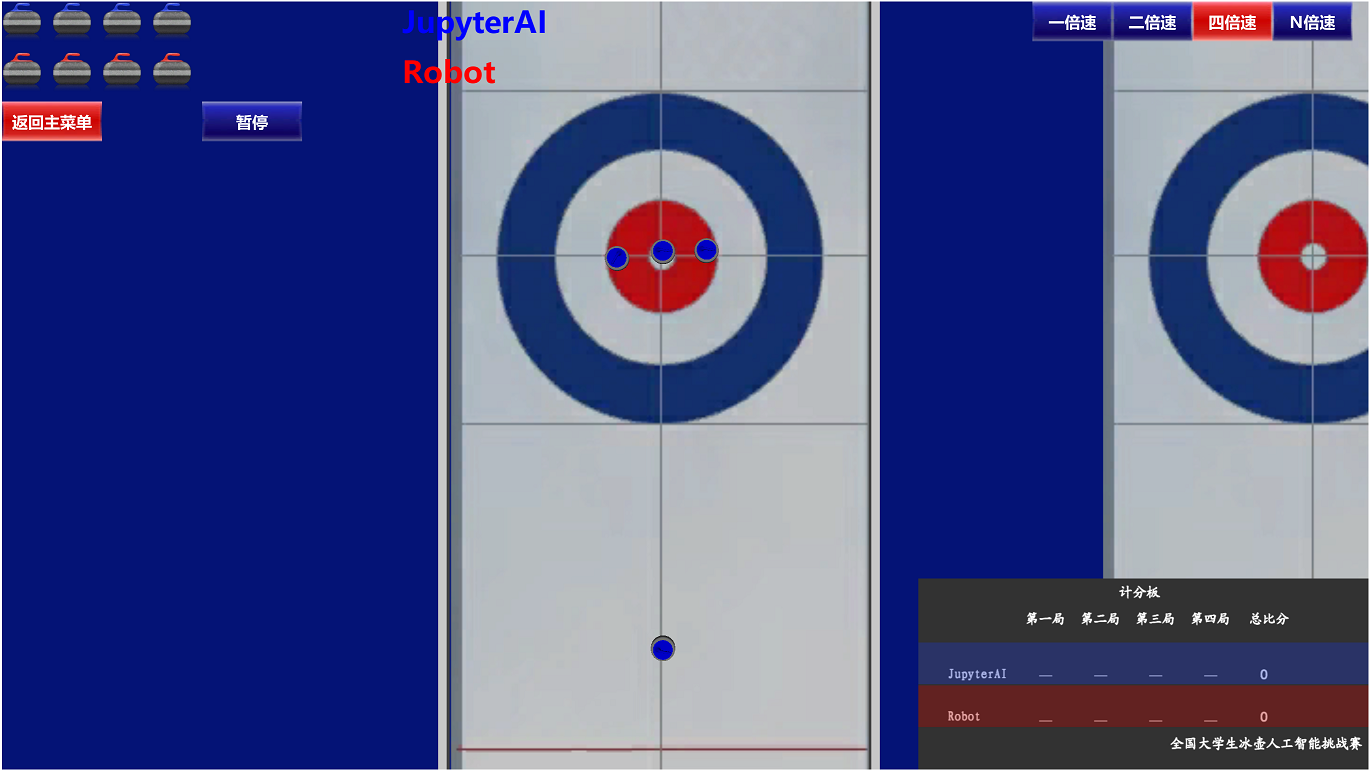 JupyterAI
一倍速 二倍速 四倍速 N倍速
Robot
返回主菜单 暂停
计分板
第一局 第二局 第三局 第四局 总比分
JupyterAI — — — — 0
Robot — — — — 0
全国大学生冰壶人工智能挑战赛